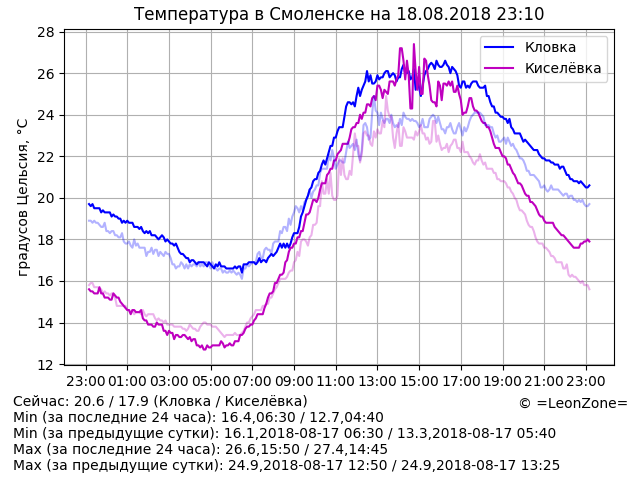 Температура в Смоленске на 18.08.2018 23:10
градусов Цельсия, °C
28
26
24
22
20
18
16
14
12
Кловка
Киселёвка
23:00 01:00 03:00 05:00 07:00 09:00 11:00 13:00 15:00 17:00 19:00 21:00 23:00
Сейчас: 20.6 / 17.9 (Кловка / Киселёвка)
© =LeonZone=
Min (за последние 24 часа): 16.4,06:30 / 12.7,04:40
Min (за предыдущие сутки): 16.1,2018-08-17 06:30 / 13.3,2018-08-17 05:40
Max (за последние 24 часа): 26.6,15:50 / 27.4,14:45
Max (за предыдущие сутки): 24.9,2018-08-17 12:50 / 24.9,2018-08-17 13:25